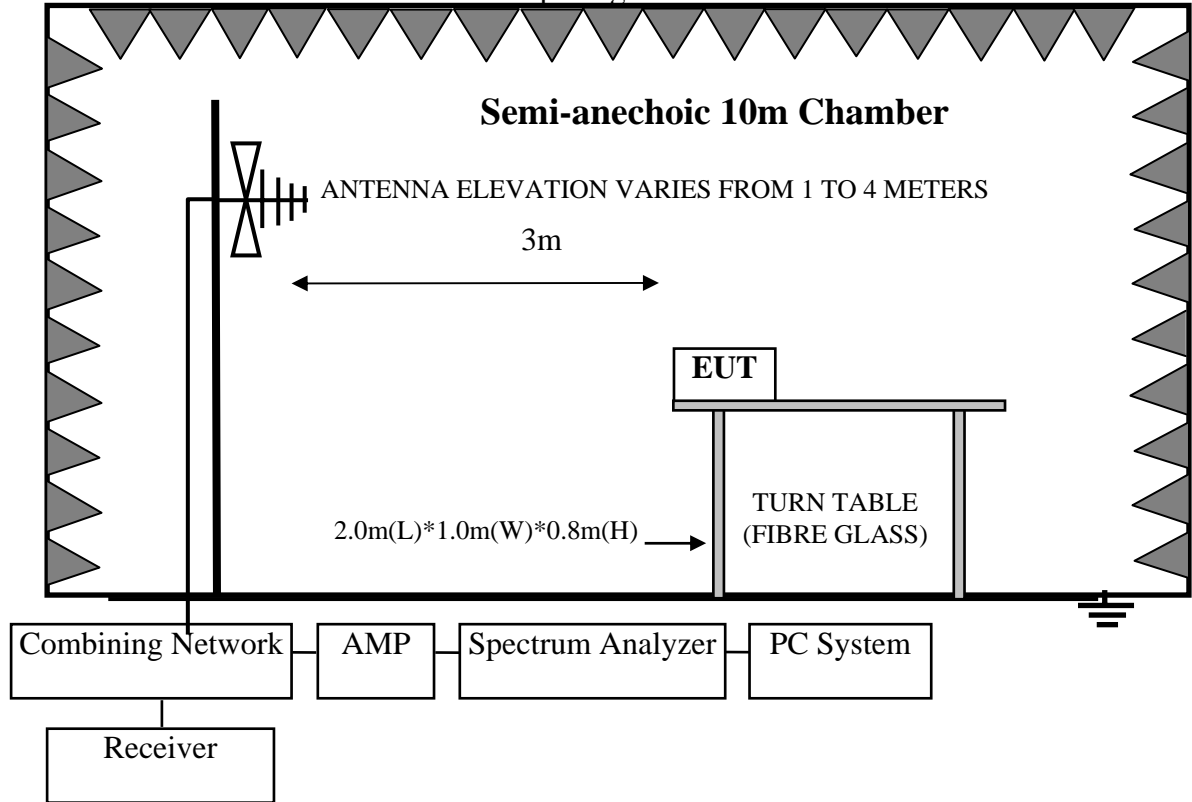 Semi-anechoic 10m Chamber
ANTENNA ELEVATION VARIES FROM 1 TO 4 METERS
3m
EUT
TURN TABLE
(FIBRE GLASS)
2.0m(L)*1.0m(W)*0.8m(H)
Combining Network
AMP
Spectrum Analyzer
PC System
Receiver